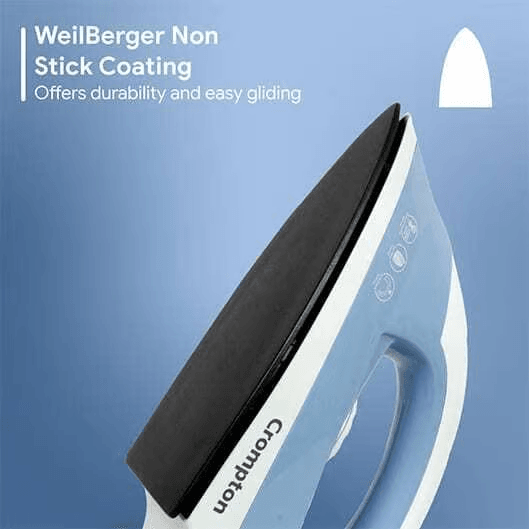 WeilBerger Non
Stick Coating
Offers durability and easy gliding
Crompton